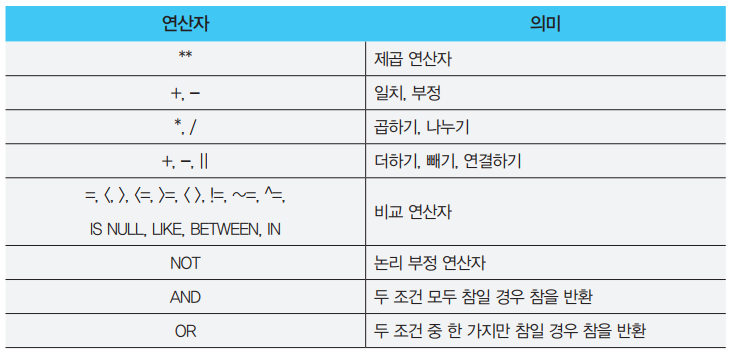 연산자 의미
** 제곱 연산자
+, − 일치, 부정
*, / 곱하기, 나누기
+, −, || 더하기, 빼기, 연결하기
=, <, >, <=, >=, < >, !=, ~=, ^=,
IS NULL, LIKE, BETWEEN, IN
비교 연산자
NOT 논리 부정 연산자
AND 두 조건 모두 참일 경우 참을 반환
OR 두 조건 중 한 가지만 참일 경우 참을 반환